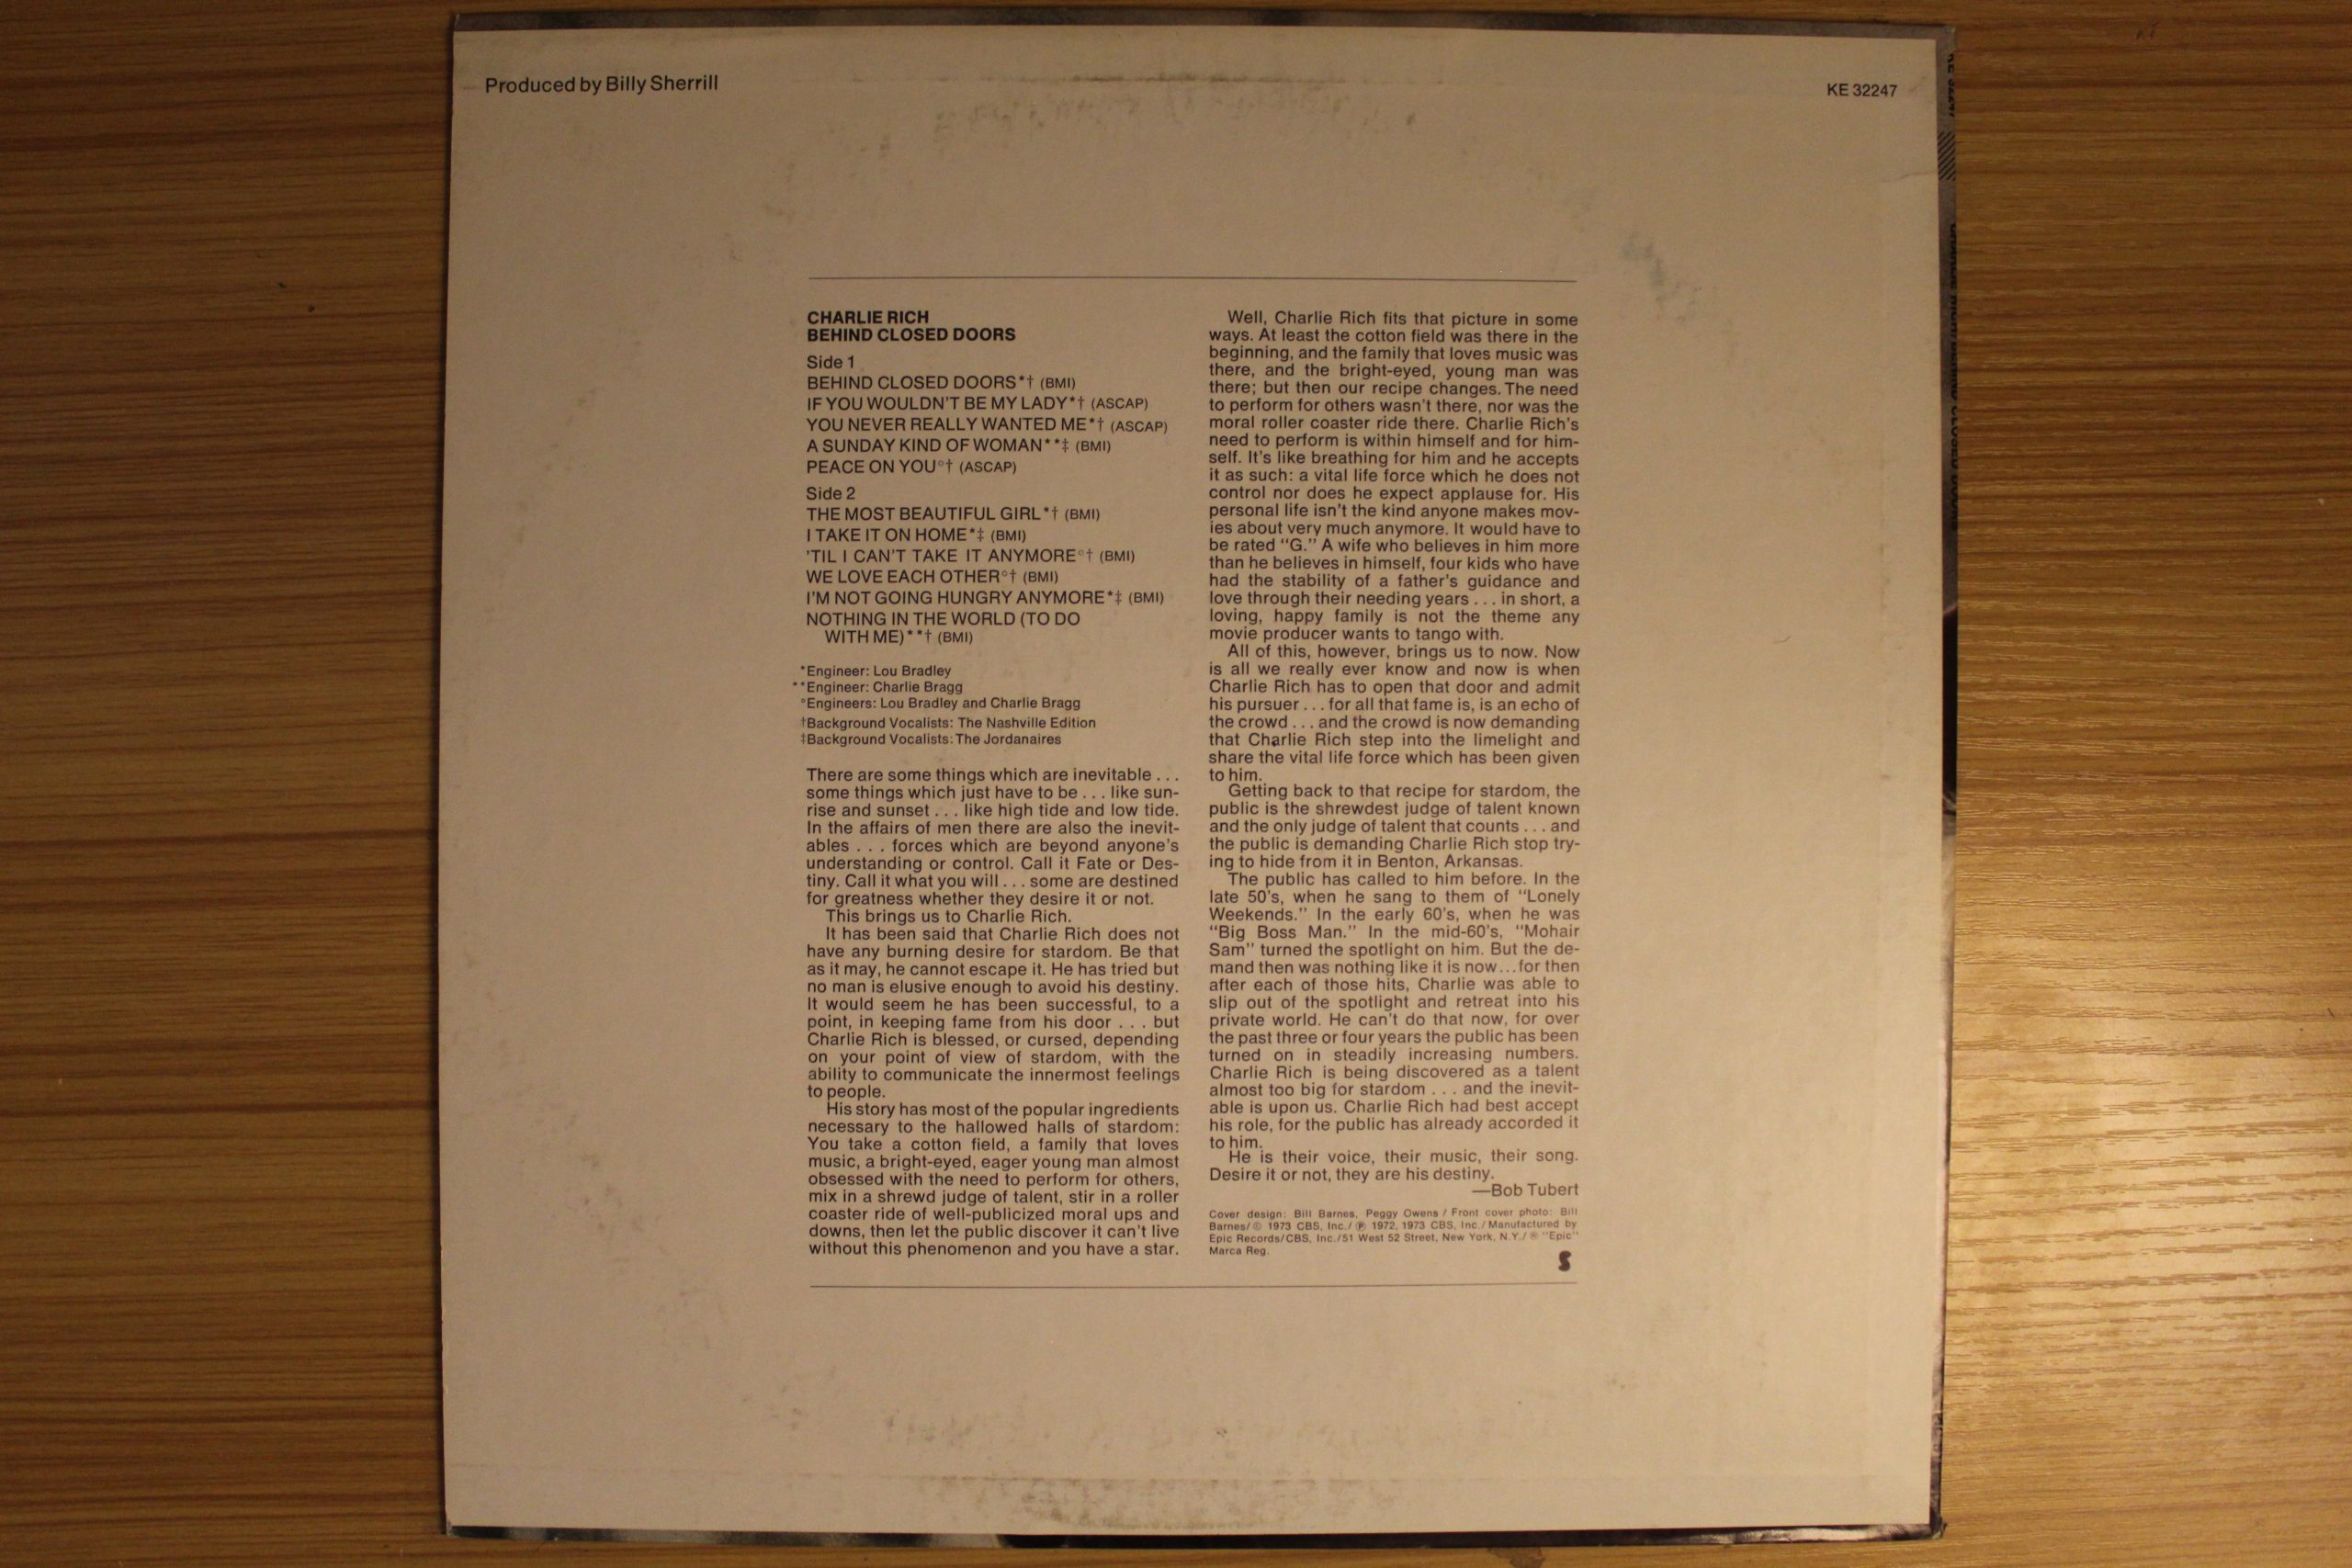 Produced by Billy Sherrill
KE 32247
CHARLIE RICH
BEHIND CLOSED DOORS
Side 1
BEHIND CLOSED DOORS*† (BMI)
IF YOU WOULDN'T BE MY LADY*† (ASCAP)
YOU NEVER REALLY WANTED ME*† (ASCAP)
A SUNDAY KIND OF WOMAN**‡ (BMI)
PEACE ON YOU°† (ASCAP)
Side 2
THE MOST BEAUTIFUL GIRL*† (BMI)
I TAKE IT ON HOME*‡ (BMI)
'TIL I CAN'T TAKE IT ANYMORE°† (BMI)
WE LOVE EACH OTHER°† (BMI)
I'M NOT GOING HUNGRY ANYMORE*‡ (BMI)
NOTHING IN THE WORLD (TO DO
WITH ME)**† (BMI)
*Engineer: Lou Bradley
**Engineer: Charlie Bragg
°Engineers: Lou Bradley and Charlie Bragg
†Background Vocalists: The Nashville Edition
‡Background Vocalists: The Jordanaires
There are some things which are inevitable . . .
some things which just have to be . . . like sun-
rise and sunset . . . like high tide and low tide.
In the affairs of men there are also the inevit-
ables . . . forces which are beyond anyone's
understanding or control. Call it Fate or Des-
tiny. Call it what you will . . . some are destined
for greatness whether they desire it or not.
This brings us to Charlie Rich.
It has been said that Charlie Rich does not
have any burning desire for stardom. Be that
as it may, he cannot escape it. He has tried but
no man is elusive enough to avoid his destiny.
It would seem he has been successful, to a
point, in keeping fame from his door . . . but
Charlie Rich is blessed, or cursed, depending
on your point of view of stardom, with the
ability to communicate the innermost feelings
to people.
His story has most of the popular ingredients
necessary to the hallowed halls of stardom:
You take a cotton field, a family that loves
music, a bright-eyed, eager young man almost
obsessed with the need to perform for others,
mix in a shrewd judge of talent, stir in a roller
coaster ride of well-publicized moral ups and
downs, then let the public discover it can't live
without this phenomenon and you have a star.
Well, Charlie Rich fits that picture in some
ways. At least the cotton field was there in the
beginning, and the family that loves music was
there, and the bright-eyed, young man was
there; but then our recipe changes. The need
to perform for others wasn't there, nor was the
moral roller coaster ride there. Charlie Rich's
need to perform is within himself and for him-
self. It's like breathing for him and he accepts
it as such: a vital life force which he does not
control nor does he expect applause for. His
personal life isn't the kind anyone makes mov-
ies about very much anymore. It would have to
be rated "G." A wife who believes in him more
than he believes in himself, four kids who have
had the stability of a father's guidance and
love through their needing years . . . in short, a
loving, happy family is not the theme any
movie producer wants to tango with.
All of this, however, brings us to now. Now
is all we really ever know and now is when
Charlie Rich has to open that door and admit
his pursuer . . . for all that fame is, is an echo of
the crowd . . . and the crowd is now demanding
that Charlie Rich step into the limelight and
share the vital life force which has been given
to him.
Getting back to that recipe for stardom, the
public is the shrewdest judge of talent known
and the only judge of talent that counts . . . and
the public is demanding Charlie Rich stop try-
ing to hide from it in Benton, Arkansas.
The public has called to him before. In the
late 50's, when he sang to them of "Lonely
Weekends." In the early 60's, when he was
"Big Boss Man." In the mid-60's, "Mohair
Sam" turned the spotlight on him. But the de-
mand then was nothing like it is now...for then
after each of those hits, Charlie was able to
slip out of the spotlight and retreat into his
private world. He can't do that now, for over
the past three or four years the public has been
turned on in steadily increasing numbers.
Charlie Rich is being discovered as a talent
almost too big for stardom . . . and the inevit-
able is upon us. Charlie Rich had best accept
his role, for the public has already accorded it
to him.
He is their voice, their music, their song.
Desire it or not, they are his destiny.
—Bob Tubert
Cover design: Bill Barnes, Peggy Owens / Front cover photo: Bill
Barnes/© 1973 CBS, Inc./ ℗ 1972, 1973 CBS, Inc./ Manufactured by
Epic Records/CBS, Inc./51 West 52 Street, New York, N.Y./ ® "Epic"
Marca Reg.
S